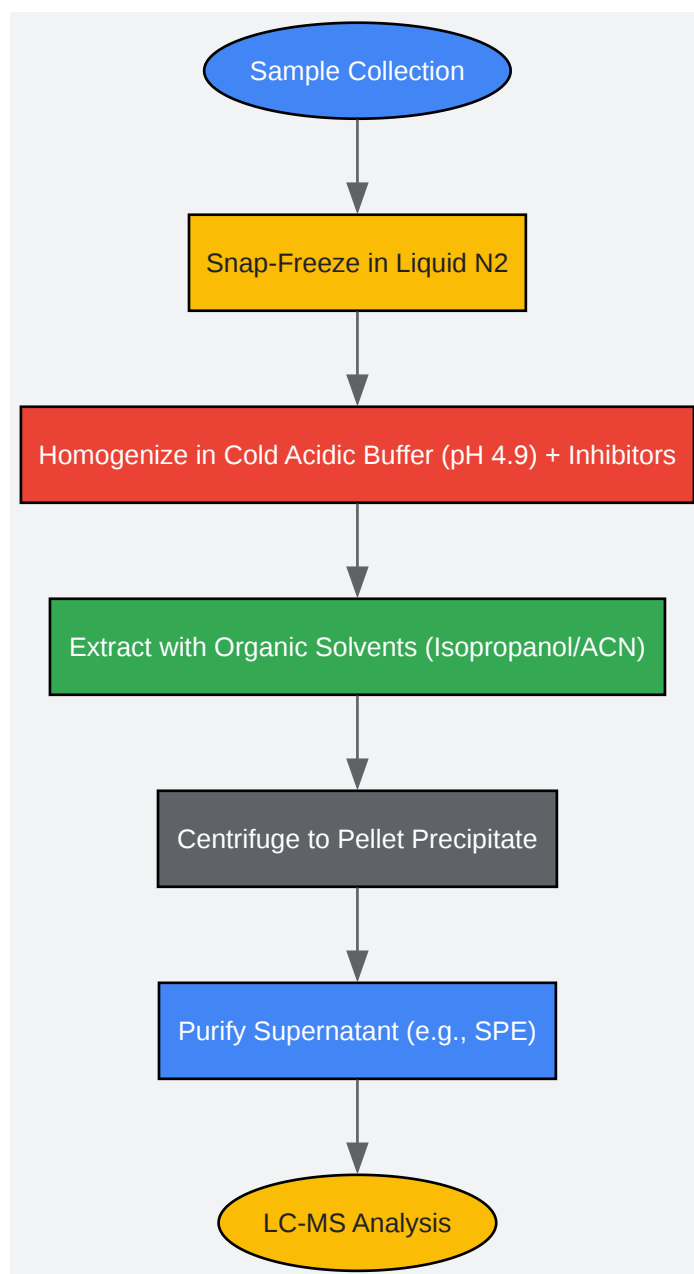 Sample Collection
Snap-Freeze in Liquid N2
Homogenize in Cold Acidic Buffer (pH 4.9) + Inhibitors
Extract with Organic Solvents (Isopropanol/ACN)
Centrifuge to Pellet Precipitate
Purify Supernatant (e.g., SPE)
LC-MS Analysis